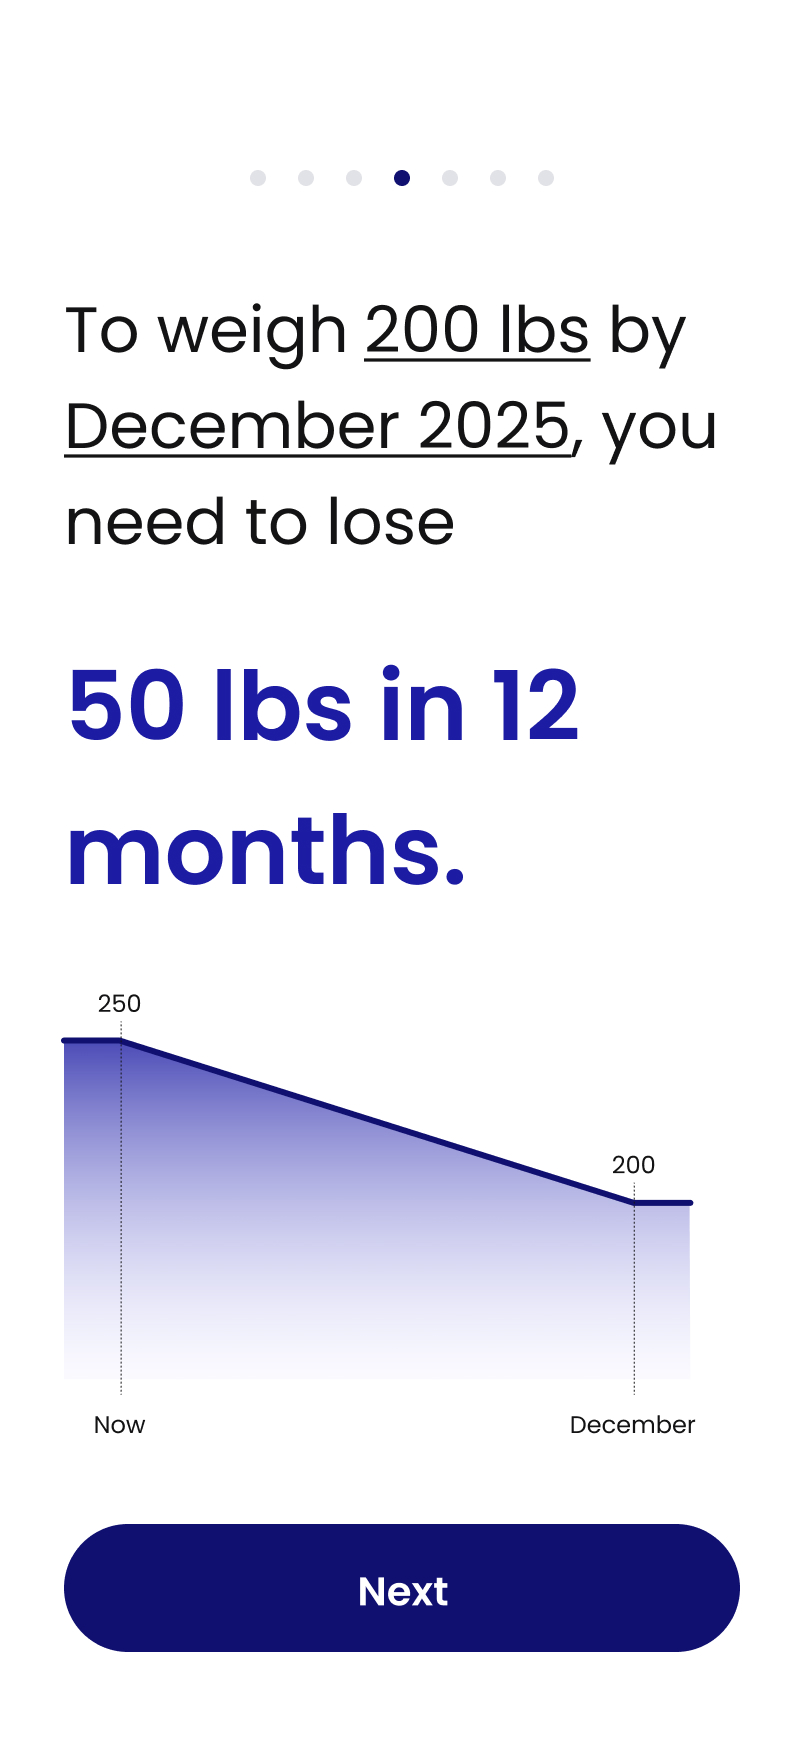 To weigh 200 lbs by
December 2025, you
need to lose
50 lbs in 12
months.
250
200
Now
December
Next